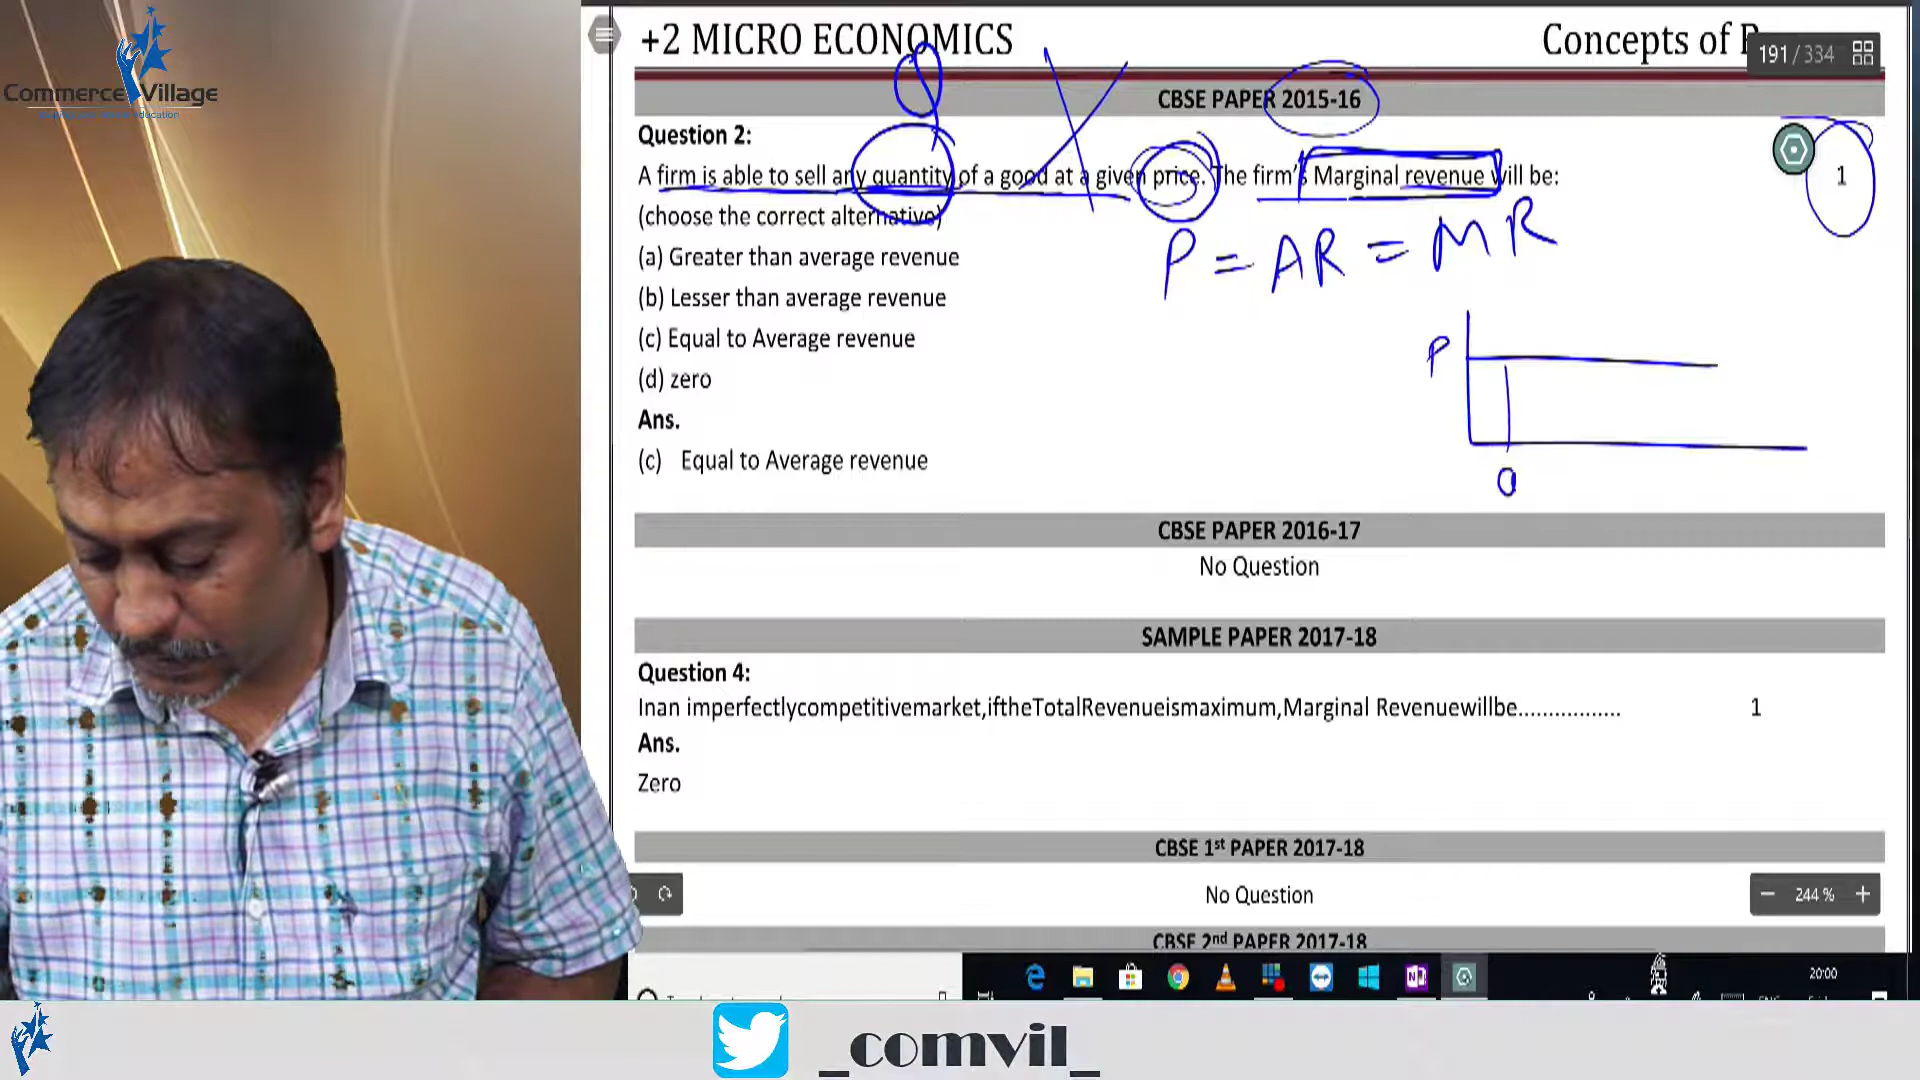 Commerce Village
+2 MICRO ECONOMICS
Concepts of
191 / 334
CBSE PAPER 2015-16
Question 2:
A firm is able to sell any quantity of a good at a given price. The firm's Marginal revenue will be:
1
(choose the correct alternative)
P = AR = MR
(a) Greater than average revenue
(b) Lesser than average revenue
(c) Equal to Average revenue
P
(d) zero
Ans.
(c) Equal to Average revenue
CBSE PAPER 2016-17
No Question
SAMPLE PAPER 2017-18
Question 4:
Inan imperfectlycompetitivemarket,iftheTotalRevenueismaximum,Marginal Revenuewillbe.................
1
Ans.
Zero
CBSE 1st PAPER 2017-18
No Question
244 %
CBSE 2nd PAPER 2017-18
20:00
_comvil_